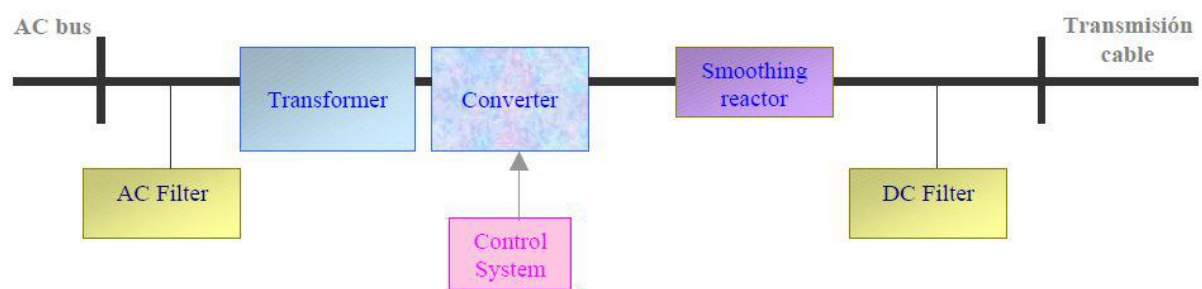 AC bus
Transmisión
cable
Transformer
Converter
Smoothing
reactor
AC Filter
DC Filter
Control
System